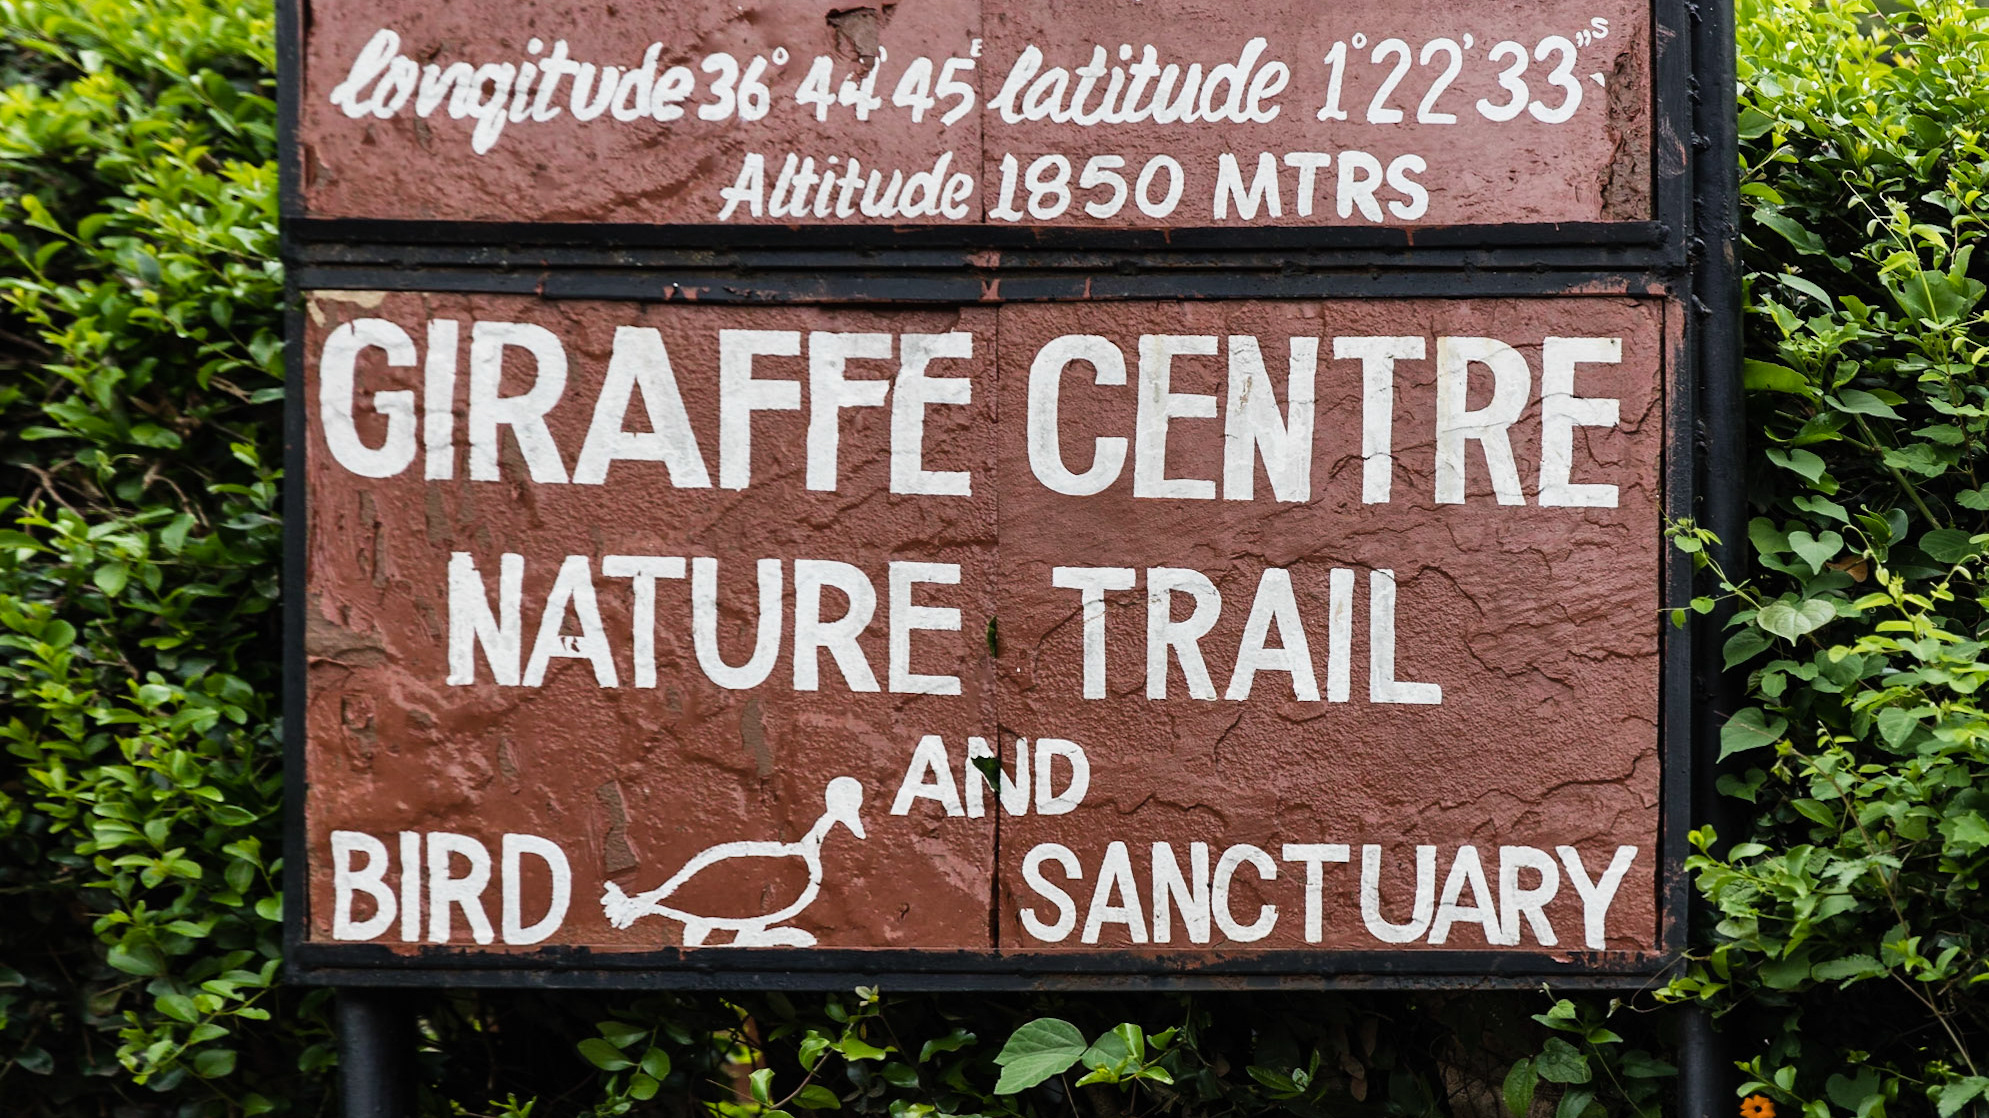 longitude 36° 44' 45 E latitude 1° 22' 33" S
Altitude 1850 MTRS
GIRAFFE CENTRE
NATURE TRAIL
AND
BIRD SANCTUARY